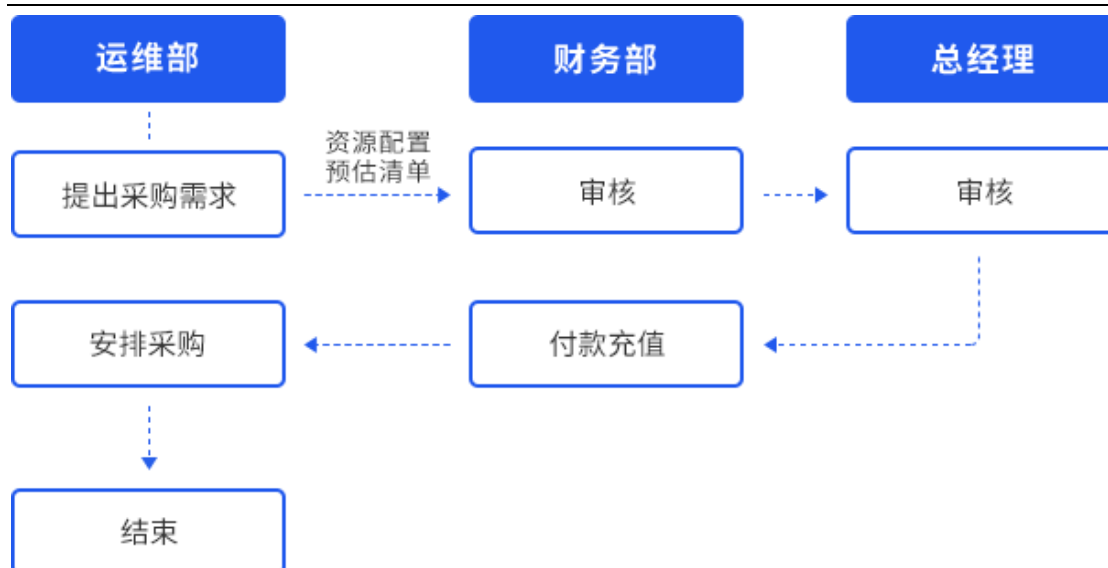 运维部
财务部
总经理
资源配置
预估清单
提出采购需求
审核
审核
安排采购
付款充值
结束